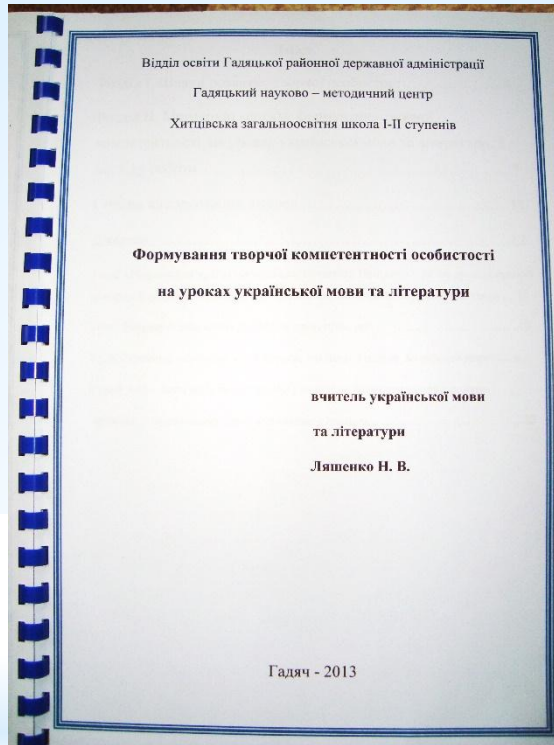 Відділ освіти Гадяцької районної державної адміністрації
Гадяцький науково – методичний центр
Хитцівська загальноосвітня школа І-ІІ ступенів
Формування творчої компетентності особистості
на уроках української мови та літератури
вчитель української мови
та літератури
Ляшенко Н. В.
Гадяч - 2013